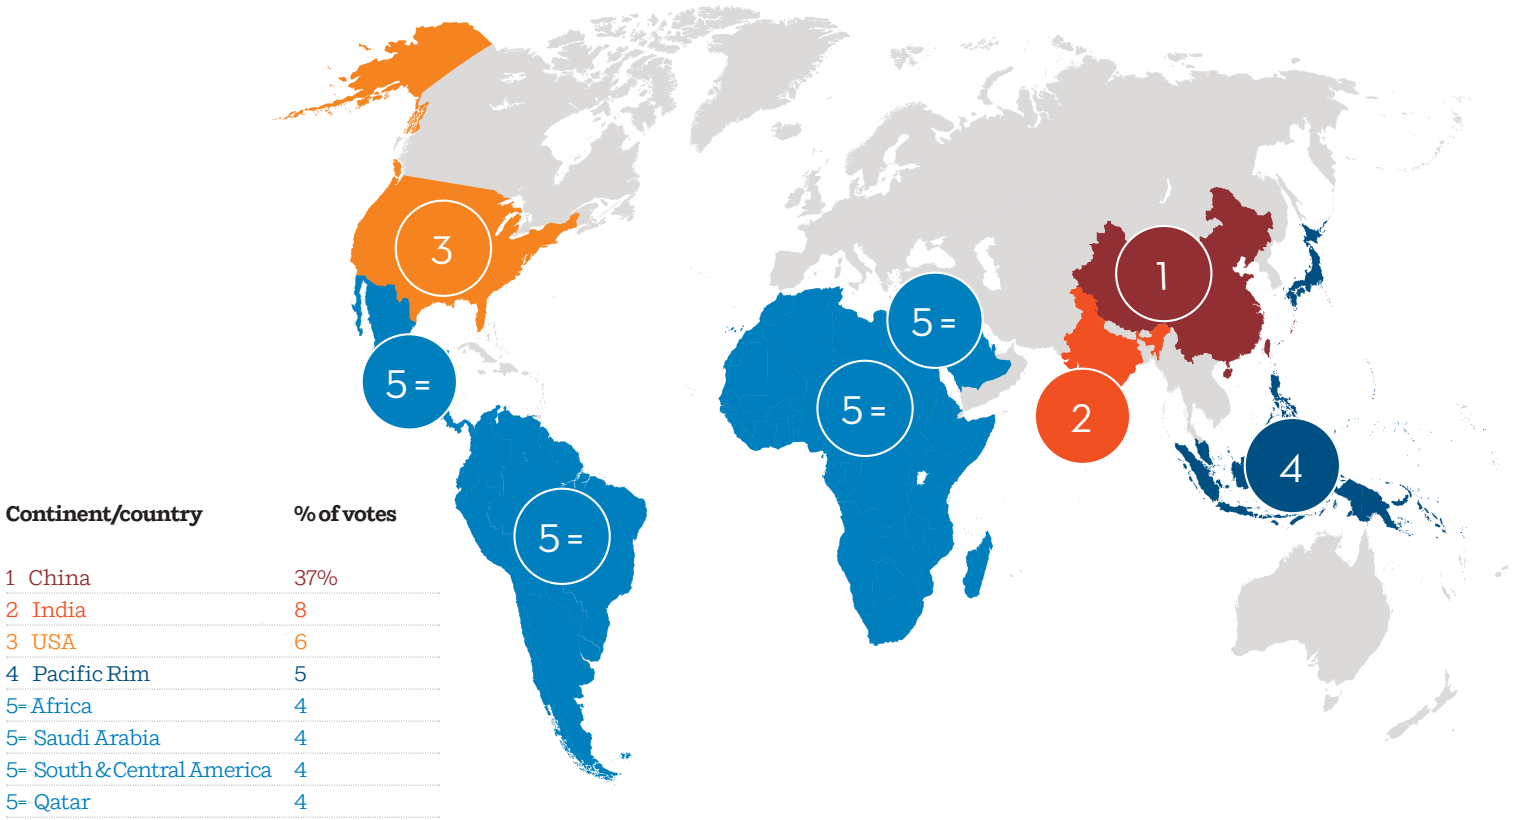 3
1
5 =
5 =
5 =
2
4
5 =
Continent/country % of votes
1 China 37%
2 India 8
3 USA 6
4 Pacific Rim 5
5= Africa 4
5= Saudi Arabia 4
5= South & Central America 4
5= Qatar 4